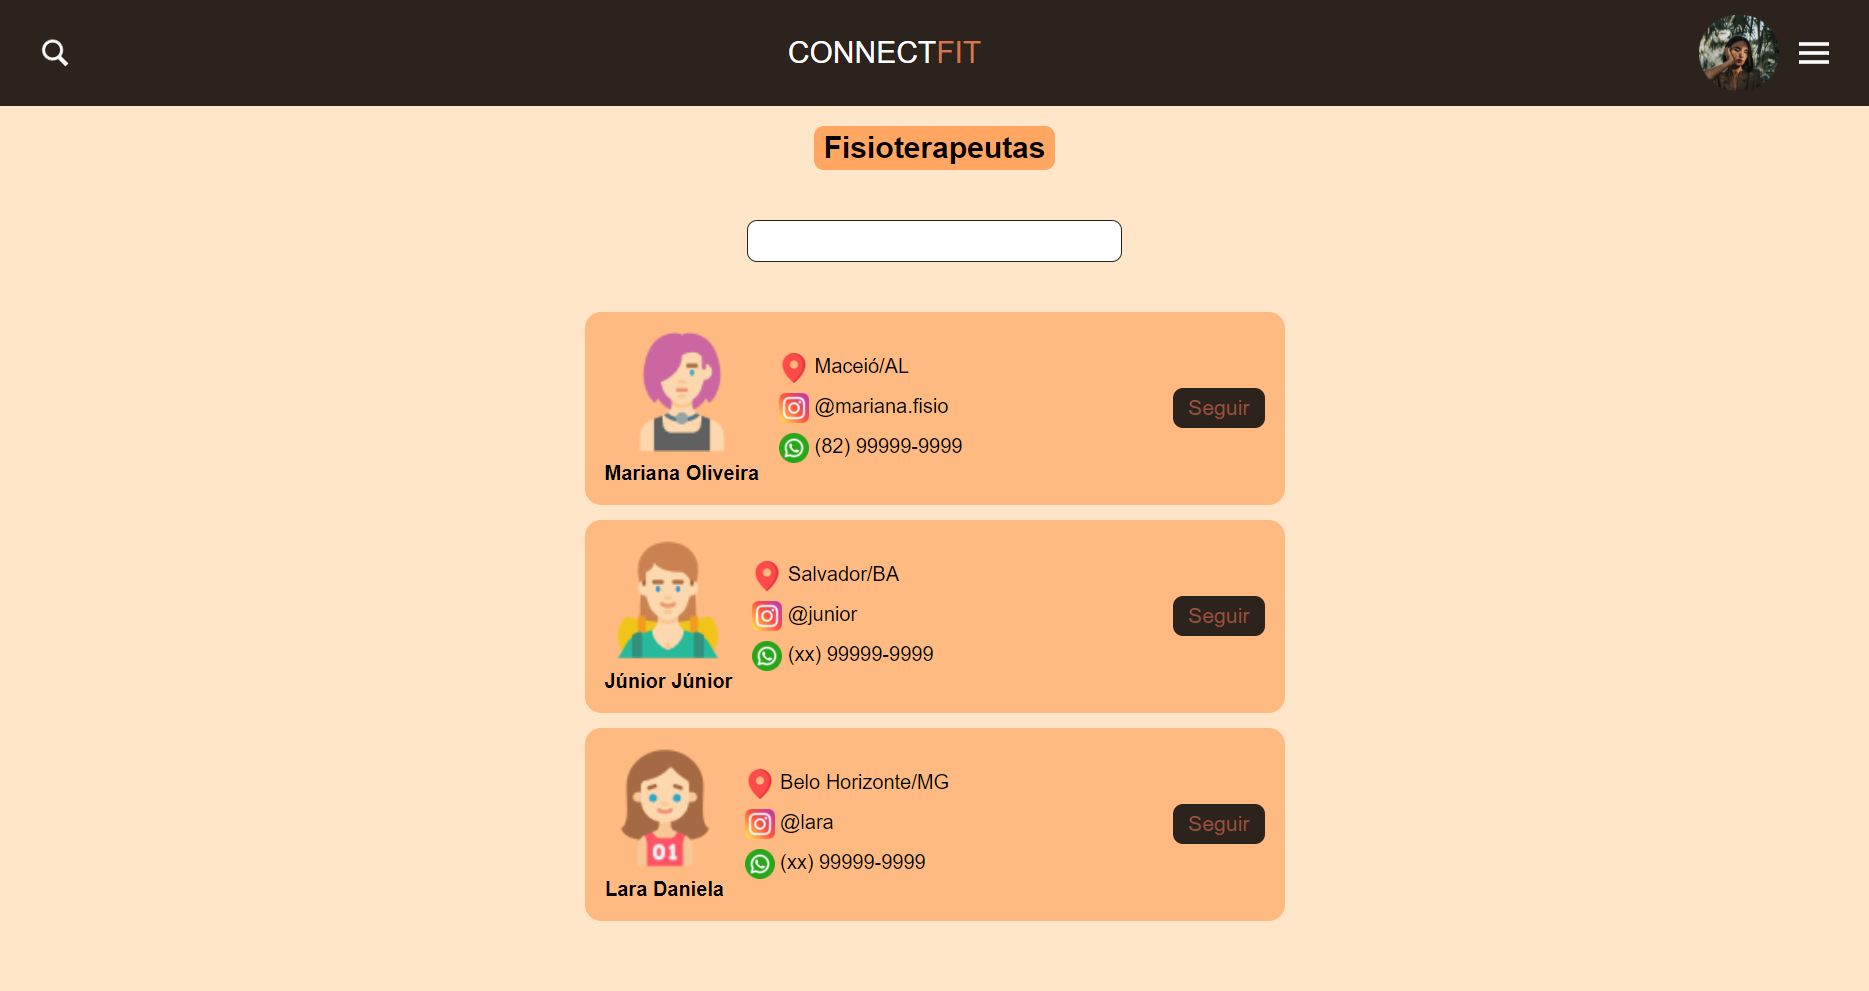 CONNECTFIT
Fisioterapeutas
Maceió/AL
@mariana.fisio
(82) 99999-9999
Mariana Oliveira
Seguir
Salvador/BA
@junior
(xx) 99999-9999
Júnior Júnior
Seguir
Belo Horizonte/MG
@lara
(xx) 99999-9999
01
Lara Daniela
Seguir